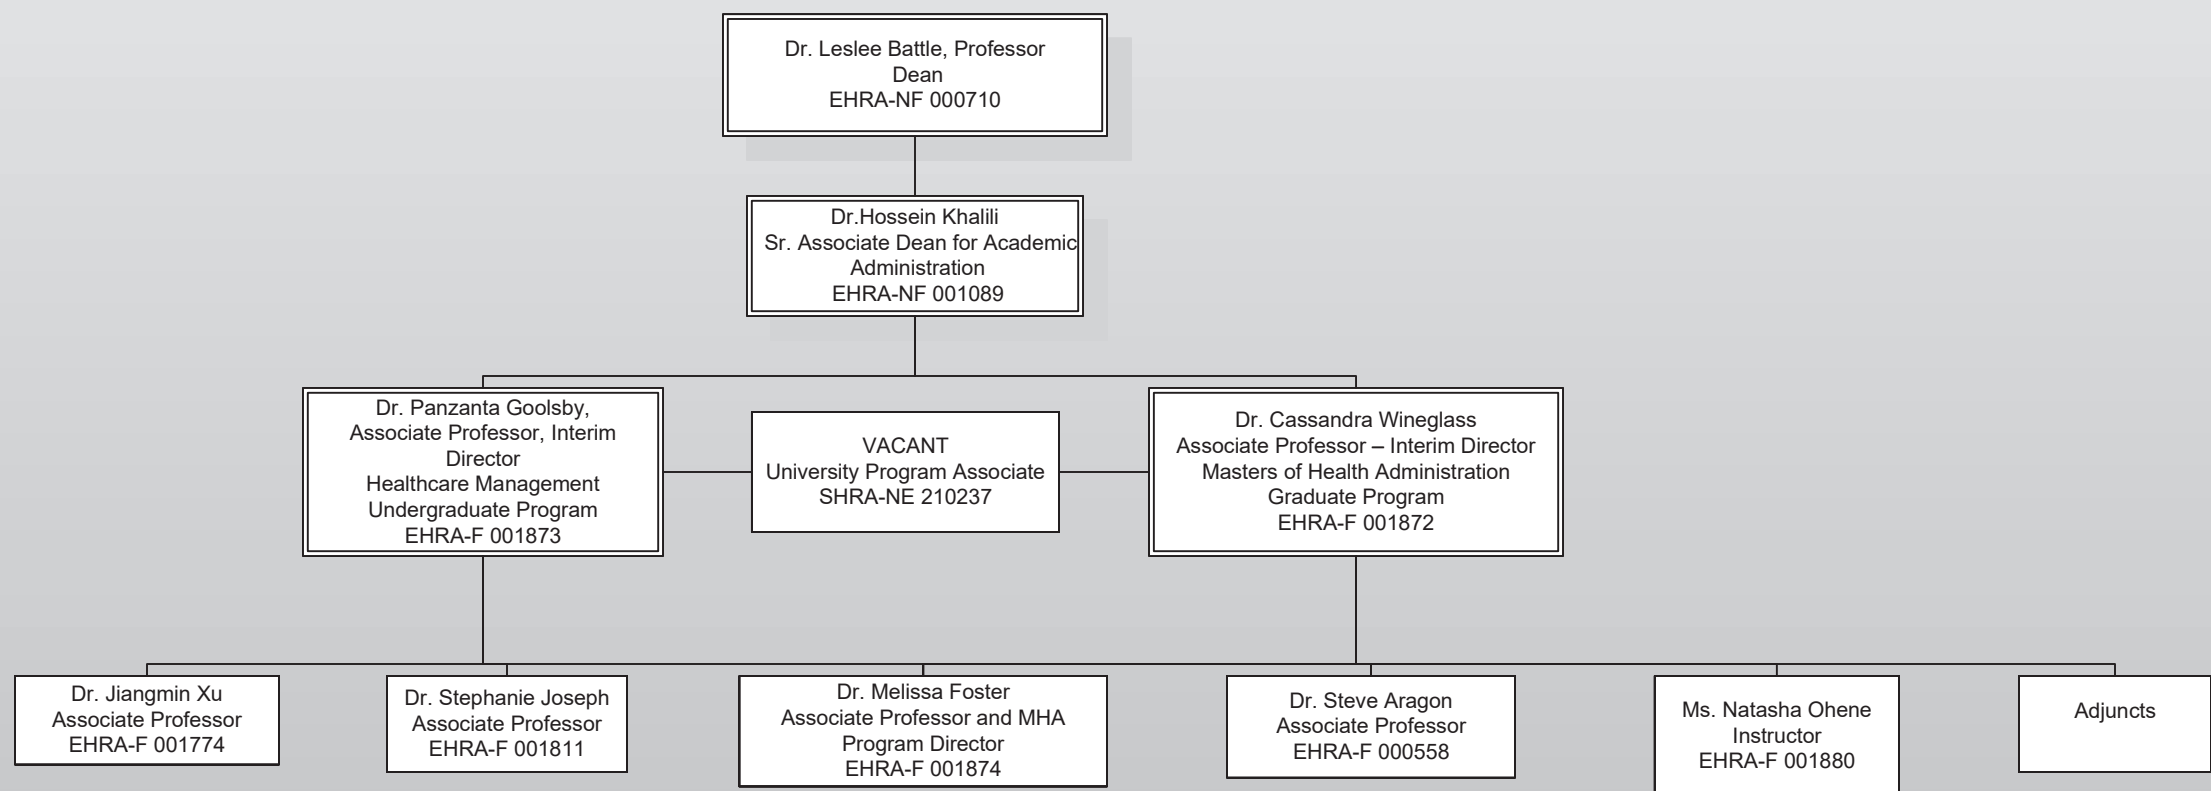 Dr. Leslee Battle, Professor
Dean
EHRA-NF 000710
Dr.Hossein Khalili
Sr. Associate Dean for Academic
Administration
EHRA-NF 001089
Dr. Panzanta Goolsby,
Associate Professor, Interim
Director
Healthcare Management
Undergraduate Program
EHRA-F 001873
VACANT
University Program Associate
SHRA-NE 210237
Dr. Cassandra Wineglass
Associate Professor – Interim Director
Masters of Health Administration
Graduate Program
EHRA-F 001872
Dr. Jiangmin Xu
Associate Professor
EHRA-F 001774
Dr. Stephanie Joseph
Associate Professor
EHRA-F 001811
Dr. Melissa Foster
Associate Professor and MHA
Program Director
EHRA-F 001874
Dr. Steve Aragon
Associate Professor
EHRA-F 000558
Ms. Natasha Ohene
Instructor
EHRA-F 001880
Adjuncts